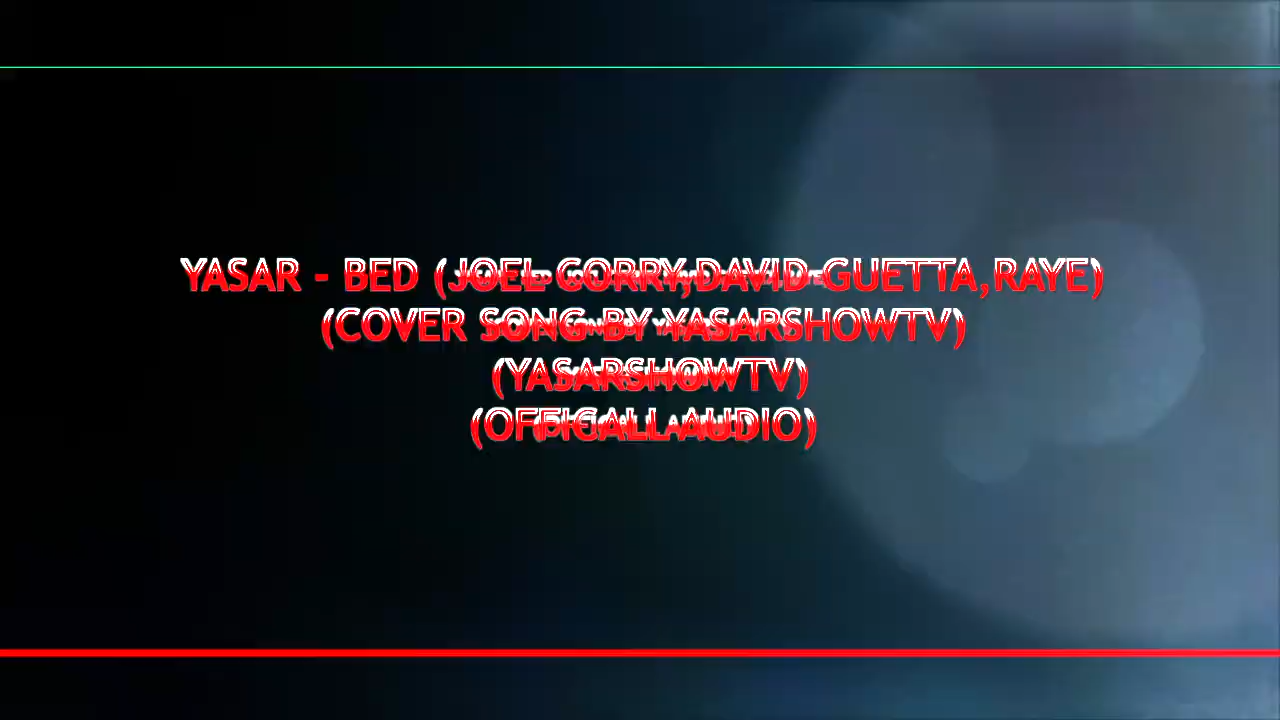 YASAR - BED (JOEL CORRY,DAVID GUETTA,RAYE)
(COVER SONG BY YASARSHOWTV)
(YASARSHOWTV)
(OFFICALL AUDIO)